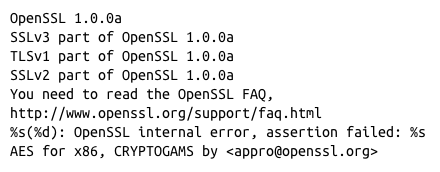 OpenSSL 1.0.0a
SSLv3 part of OpenSSL 1.0.0a
TLSv1 part of OpenSSL 1.0.0a
SSLv2 part of OpenSSL 1.0.0a
You need to read the OpenSSL FAQ,
http://www.openssl.org/support/faq.html
%s(%d): OpenSSL internal error, assertion failed: %s
AES for x86, CRYPTOGAMS by <appro@openssl.org>